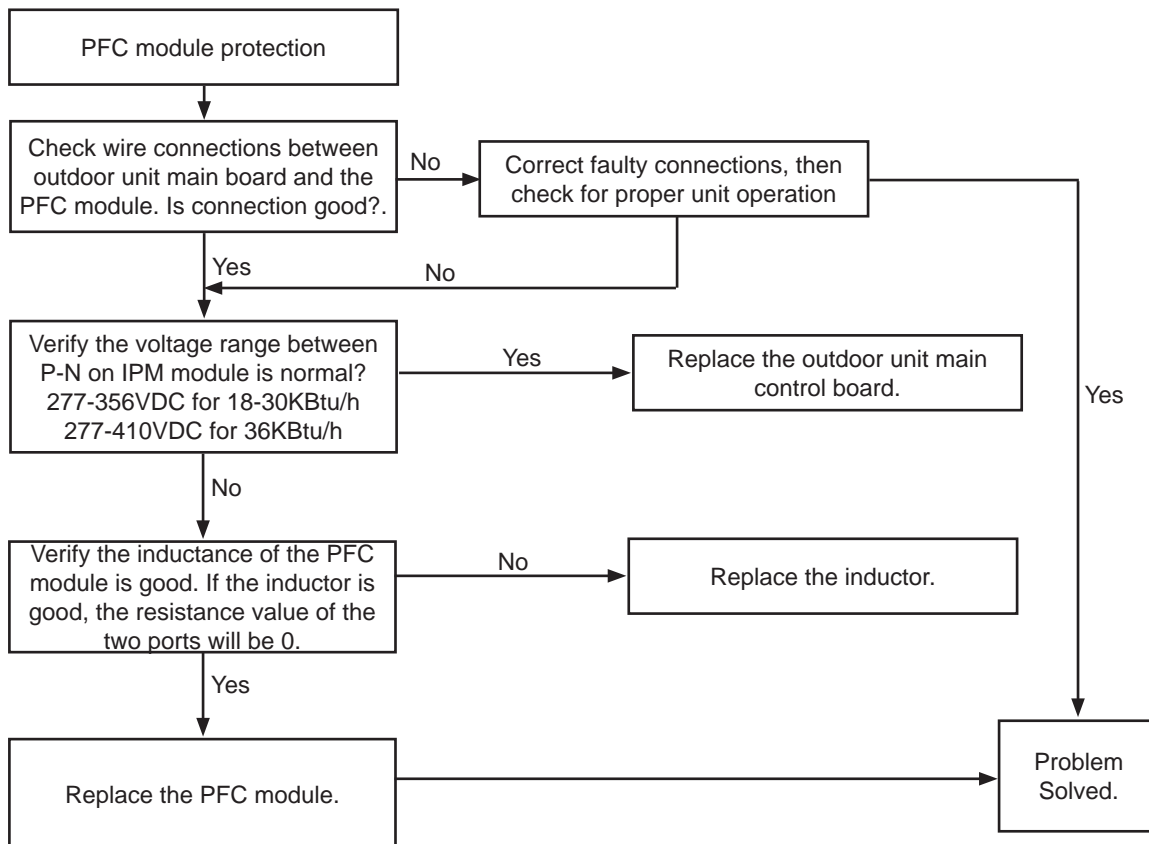 PFC module protection
Check wire connections between
outdoor unit main board and the
PFC module. Is connection good?.
No
Correct faulty connections, then
check for proper unit operation
Yes
No
Verify the voltage range between
P-N on IPM module is normal?
277-356VDC for 18-30KBtu/h
277-410VDC for 36KBtu/h
Yes
Replace the outdoor unit main
control board.
Yes
No
Verify the inductance of the PFC
module is good. If the inductor is
good, the resistance value of the
two ports will be 0.
No
Replace the inductor.
Yes
Replace the PFC module.
Problem
Solved.